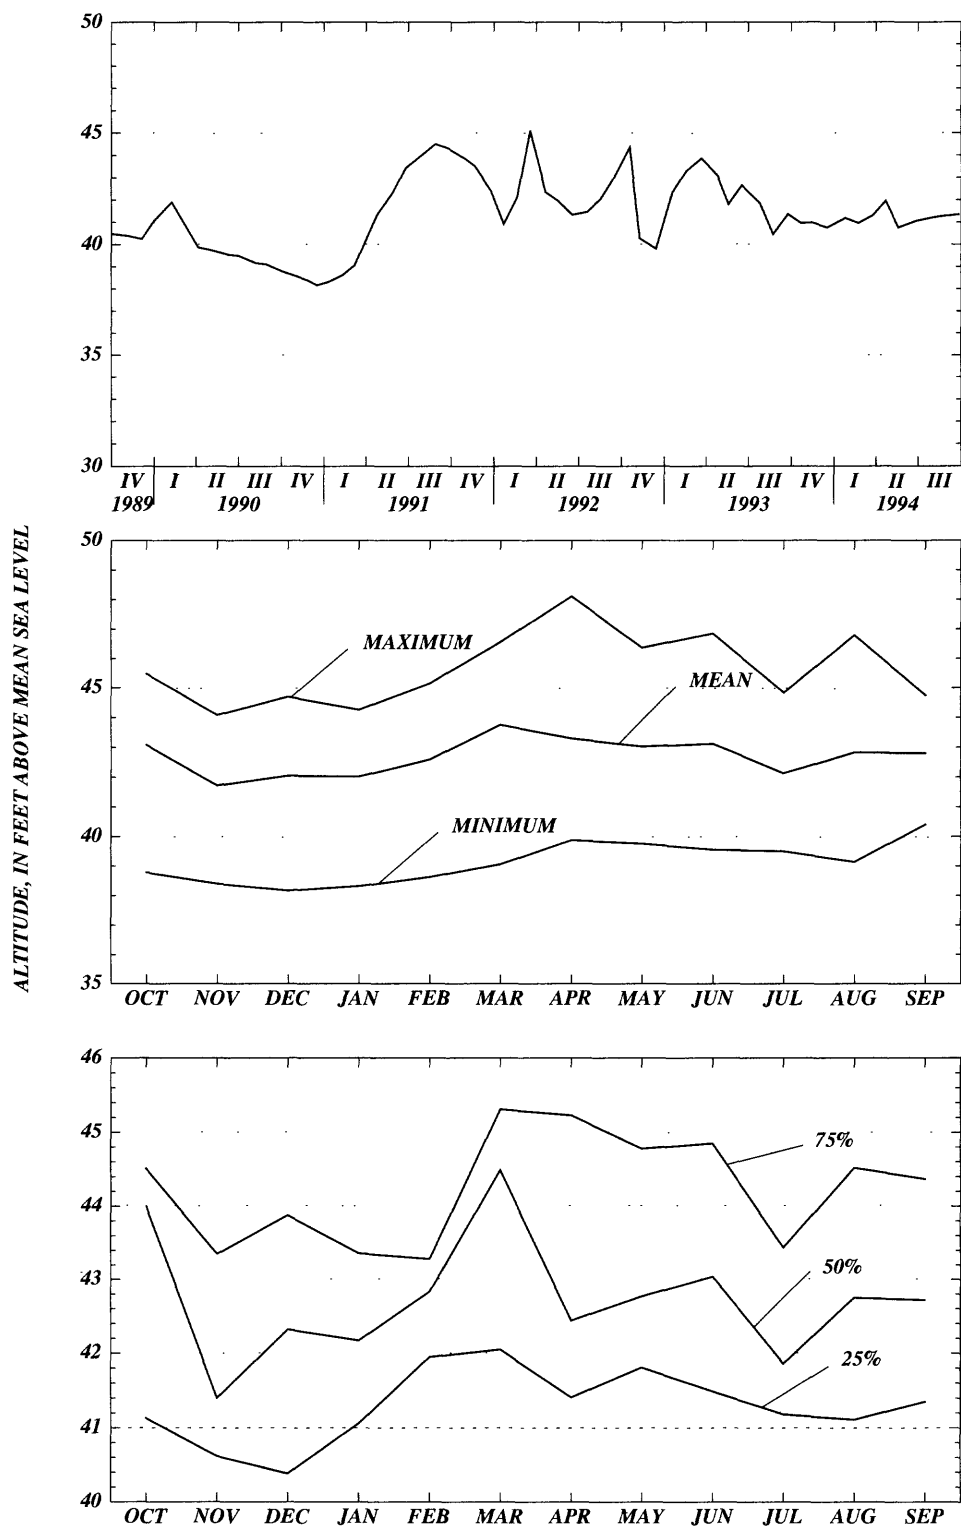 ALTITUDE, IN FEET ABOVE MEAN SEA LEVEL
50
45
40
35
30
IV I II III IV I II III IV I II III IV I II III IV I II III
1989 1990 1991 1992 1993 1994
50
MAXIMUM
MEAN
45
MINIMUM
40
35
OCT NOV DEC JAN FEB MAR APR MAY JUN JUL AUG SEP
46
45
75%
44
43
50%
42
25%
41
40
OCT NOV DEC JAN FEB MAR APR MAY JUN JUL AUG SEP